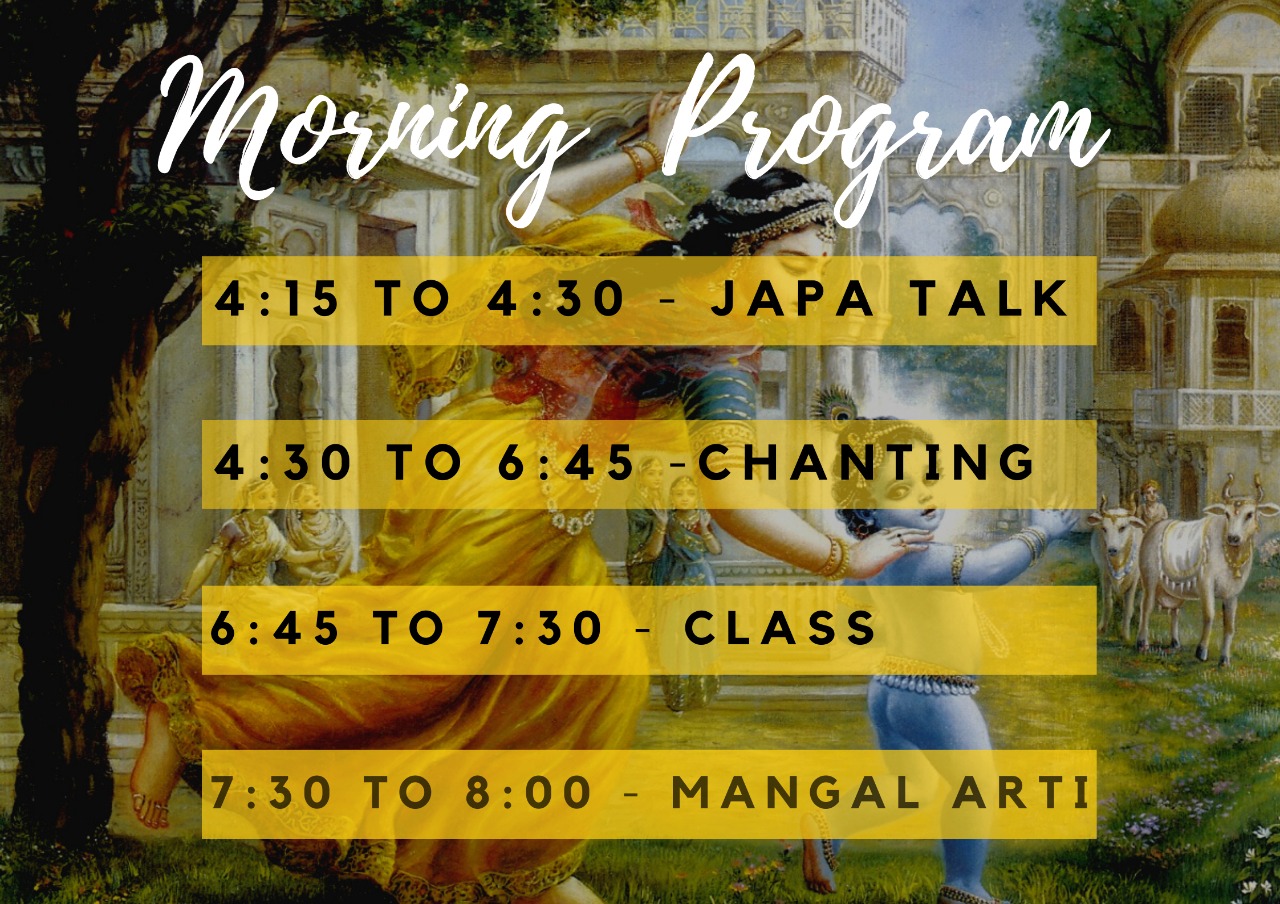 Morning Program
4:15 TO 4:30 - JAPA TALK
4:30 TO 6:45 -CHANTING
6:45 TO 7:30 - CLASS
7:30 TO 8:00 - MANGAL ARTI